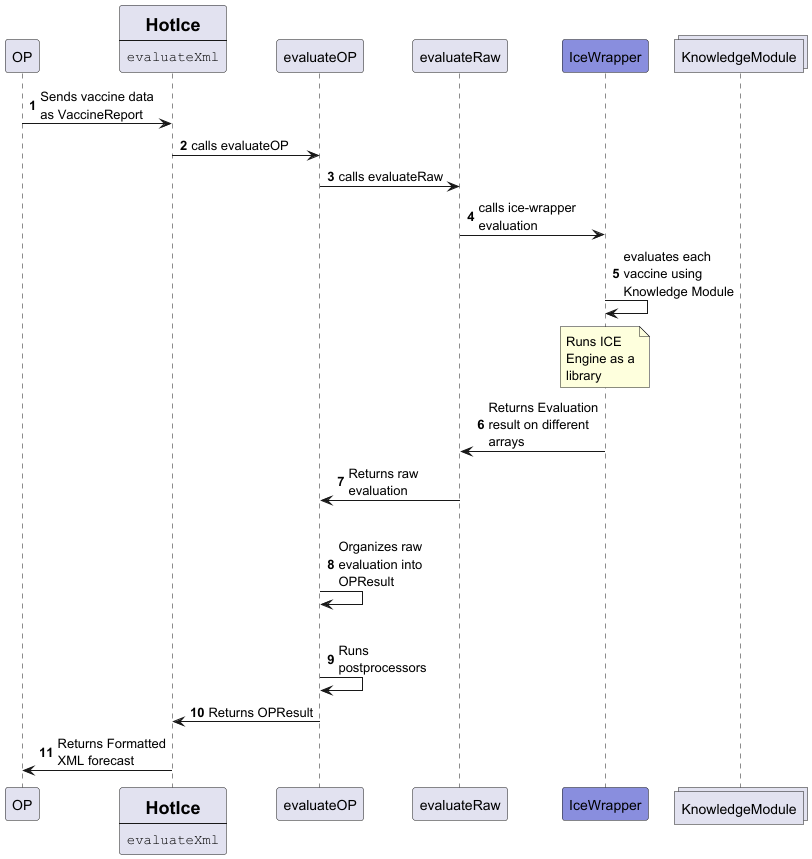 OP
HotIce
evaluateXml
evaluateOP
evaluateRaw
IceWrapper
KnowledgeModule
1 Sends vaccine data
as VaccineReport
2 calls evaluateOP
3 calls evaluateRaw
4 calls ice-wrapper
evaluation
5 evaluates each
vaccine using
Knowledge Module
Runs ICE
Engine as a
library
6 Returns Evaluation
result on different
arrays
7 Returns raw
evaluation
8 Organizes raw
evaluation into
OPResult
9 Runs
postprocessors
10 Returns OPResult
11 Returns Formatted
XML forecast
OP
HotIce
evaluateXml
evaluateOP
evaluateRaw
IceWrapper
KnowledgeModule